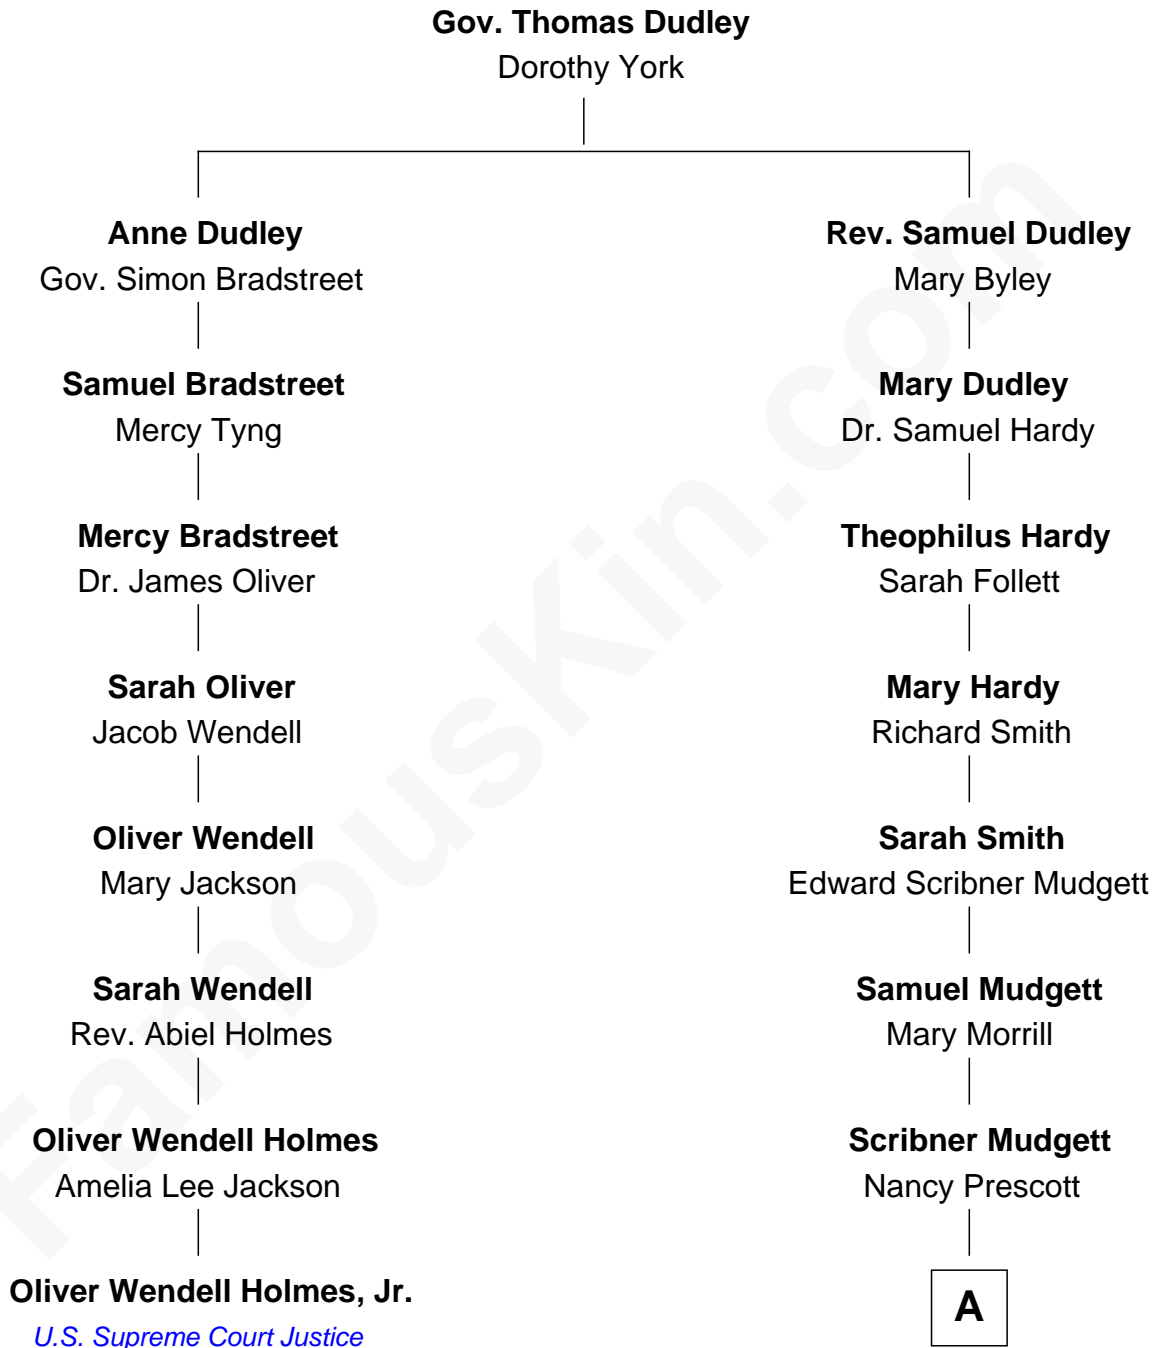 Gov. Thomas Dudley
Dorothy York
Anne Dudley
Gov. Simon Bradstreet
Samuel Bradstreet
Mercy Tyng
Mercy Bradstreet
Dr. James Oliver
Sarah Oliver
Jacob Wendell
Oliver Wendell
Mary Jackson
Sarah Wendell
Rev. Abiel Holmes
Oliver Wendell Holmes
Amelia Lee Jackson
Oliver Wendell Holmes, Jr.
U.S. Supreme Court Justice
Rev. Samuel Dudley
Mary Byley
Mary Dudley
Dr. Samuel Hardy
Theophilus Hardy
Sarah Follett
Mary Hardy
Richard Smith
Sarah Smith
Edward Scribner Mudgett
Samuel Mudgett
Mary Morrill
Scribner Mudgett
Nancy Prescott
A
FamousKin.com